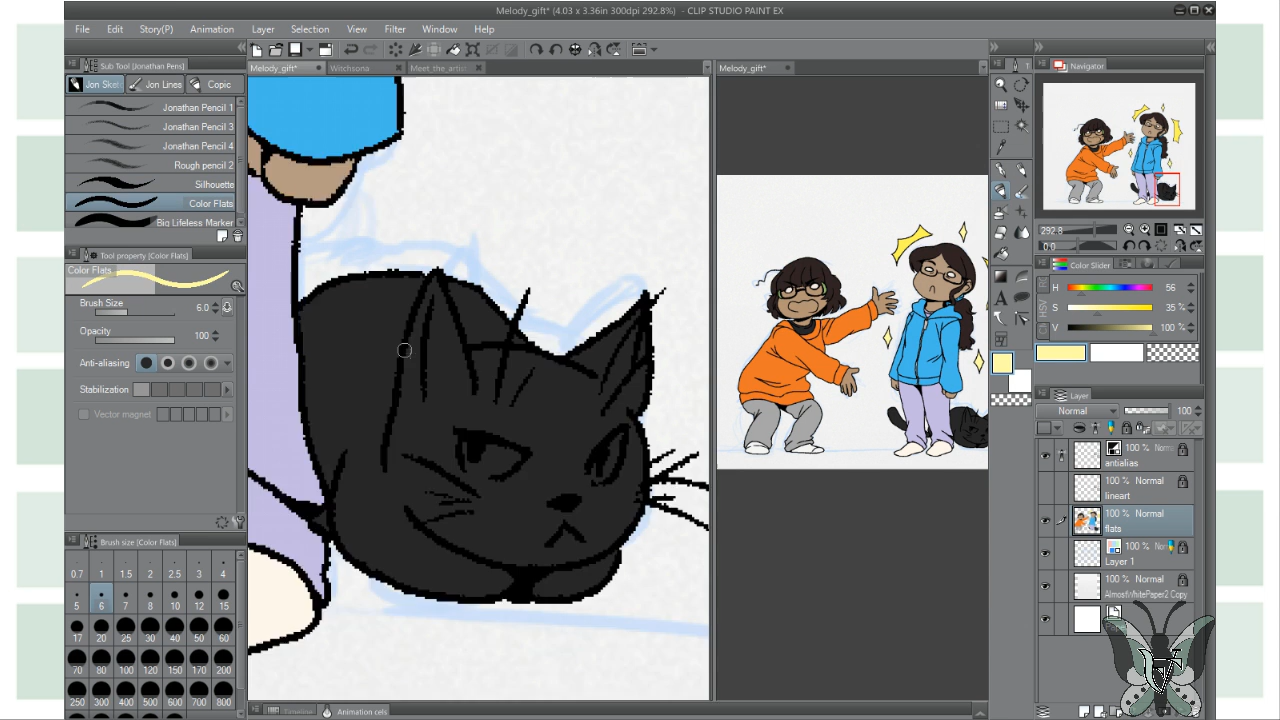 Melody_gift* (4.03 x 3.36in 300dpi 292.8%) - CLIP STUDIO PAINT EX
File Edit Story(P) Animation Layer Selection View Filter Window Help
Sub Tool [Jonathan Pens]
Jon Sket Jon Lines Copic
Jonathan Pencil 1
Jonathan Pencil 3
Jonathan Pencil 4
Rough pencil 2
Silhouette
Color Flats
Big Lifeless Marker
Tool property [Color Flats]
Color Flats
Brush Size 6.0
Opacity 100
Anti-aliasing
Stabilization
Vector magnet
Brush size [Color Flats]
0.7 1 1.5 2 2.5 3 4
5 6 7 8 10 12 15
17 20 25 30 40 50 60
70 80 100 120 150 170 200
250 300 400 500 600 700 800
Melody_gift* Witchsona Meet_the_artis
Melody_gift*
Timeline Animation cels
Navigator
292.8
0.0
Color Slider
H 56
S 35 %
V 100 %
Layer
Normal 100
100 % Norm
antialias
100 % Normal
lineart
100 % Normal
flats
100 % Nor
Layer 1
100 % Normal
AlmostWhitePaper2 Copy